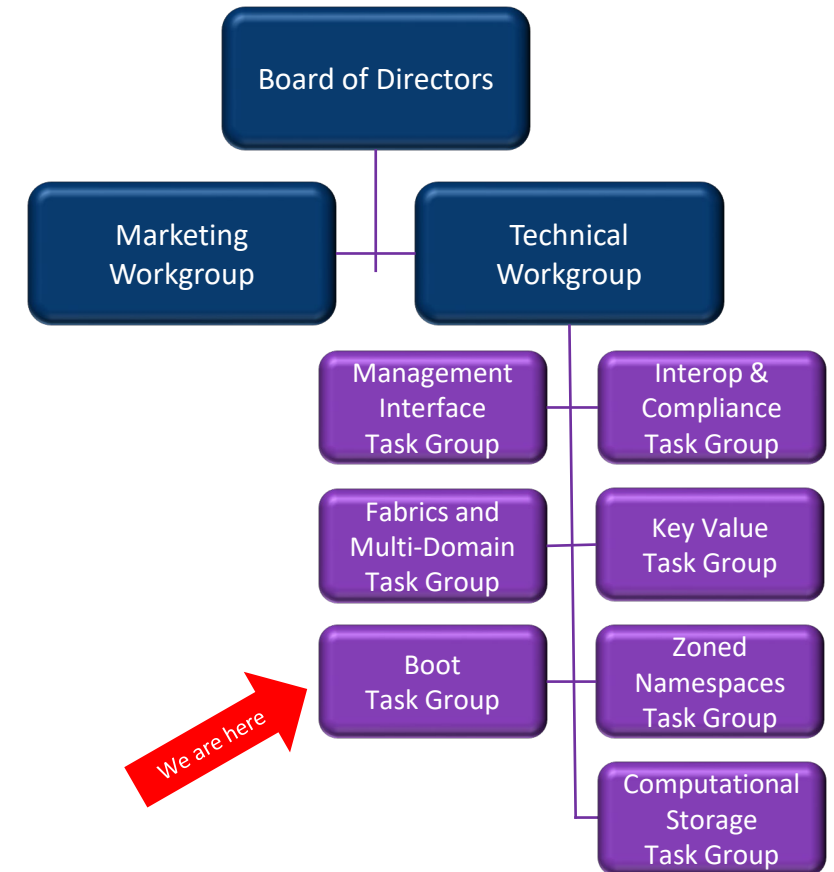 Board of Directors
Marketing
Workgroup
Technical
Workgroup
Management
Interface
Task Group
Interop &
Compliance
Task Group
Fabrics and
Multi-Domain
Task Group
Key Value
Task Group
Boot
Task Group
Zoned
Namespaces
Task Group
We are here
Computational
Storage
Task Group